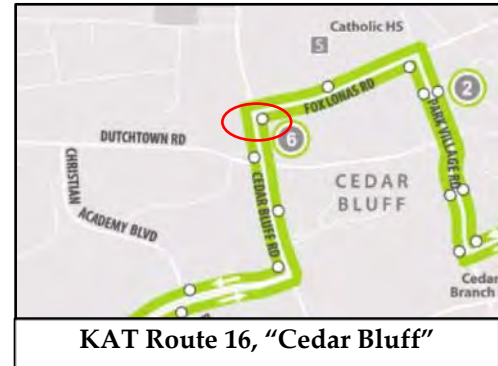 Catholic HS
S
FOX LONAS RD
2
DUTCHTOWN RD
6
PARK VILLAGE RD
CEDAR
BLUFF
CHRISTIAN
ACADEMY BLVD
CEDAR BLUFF RD
Cedar
Branch
KAT Route 16, “Cedar Bluff”